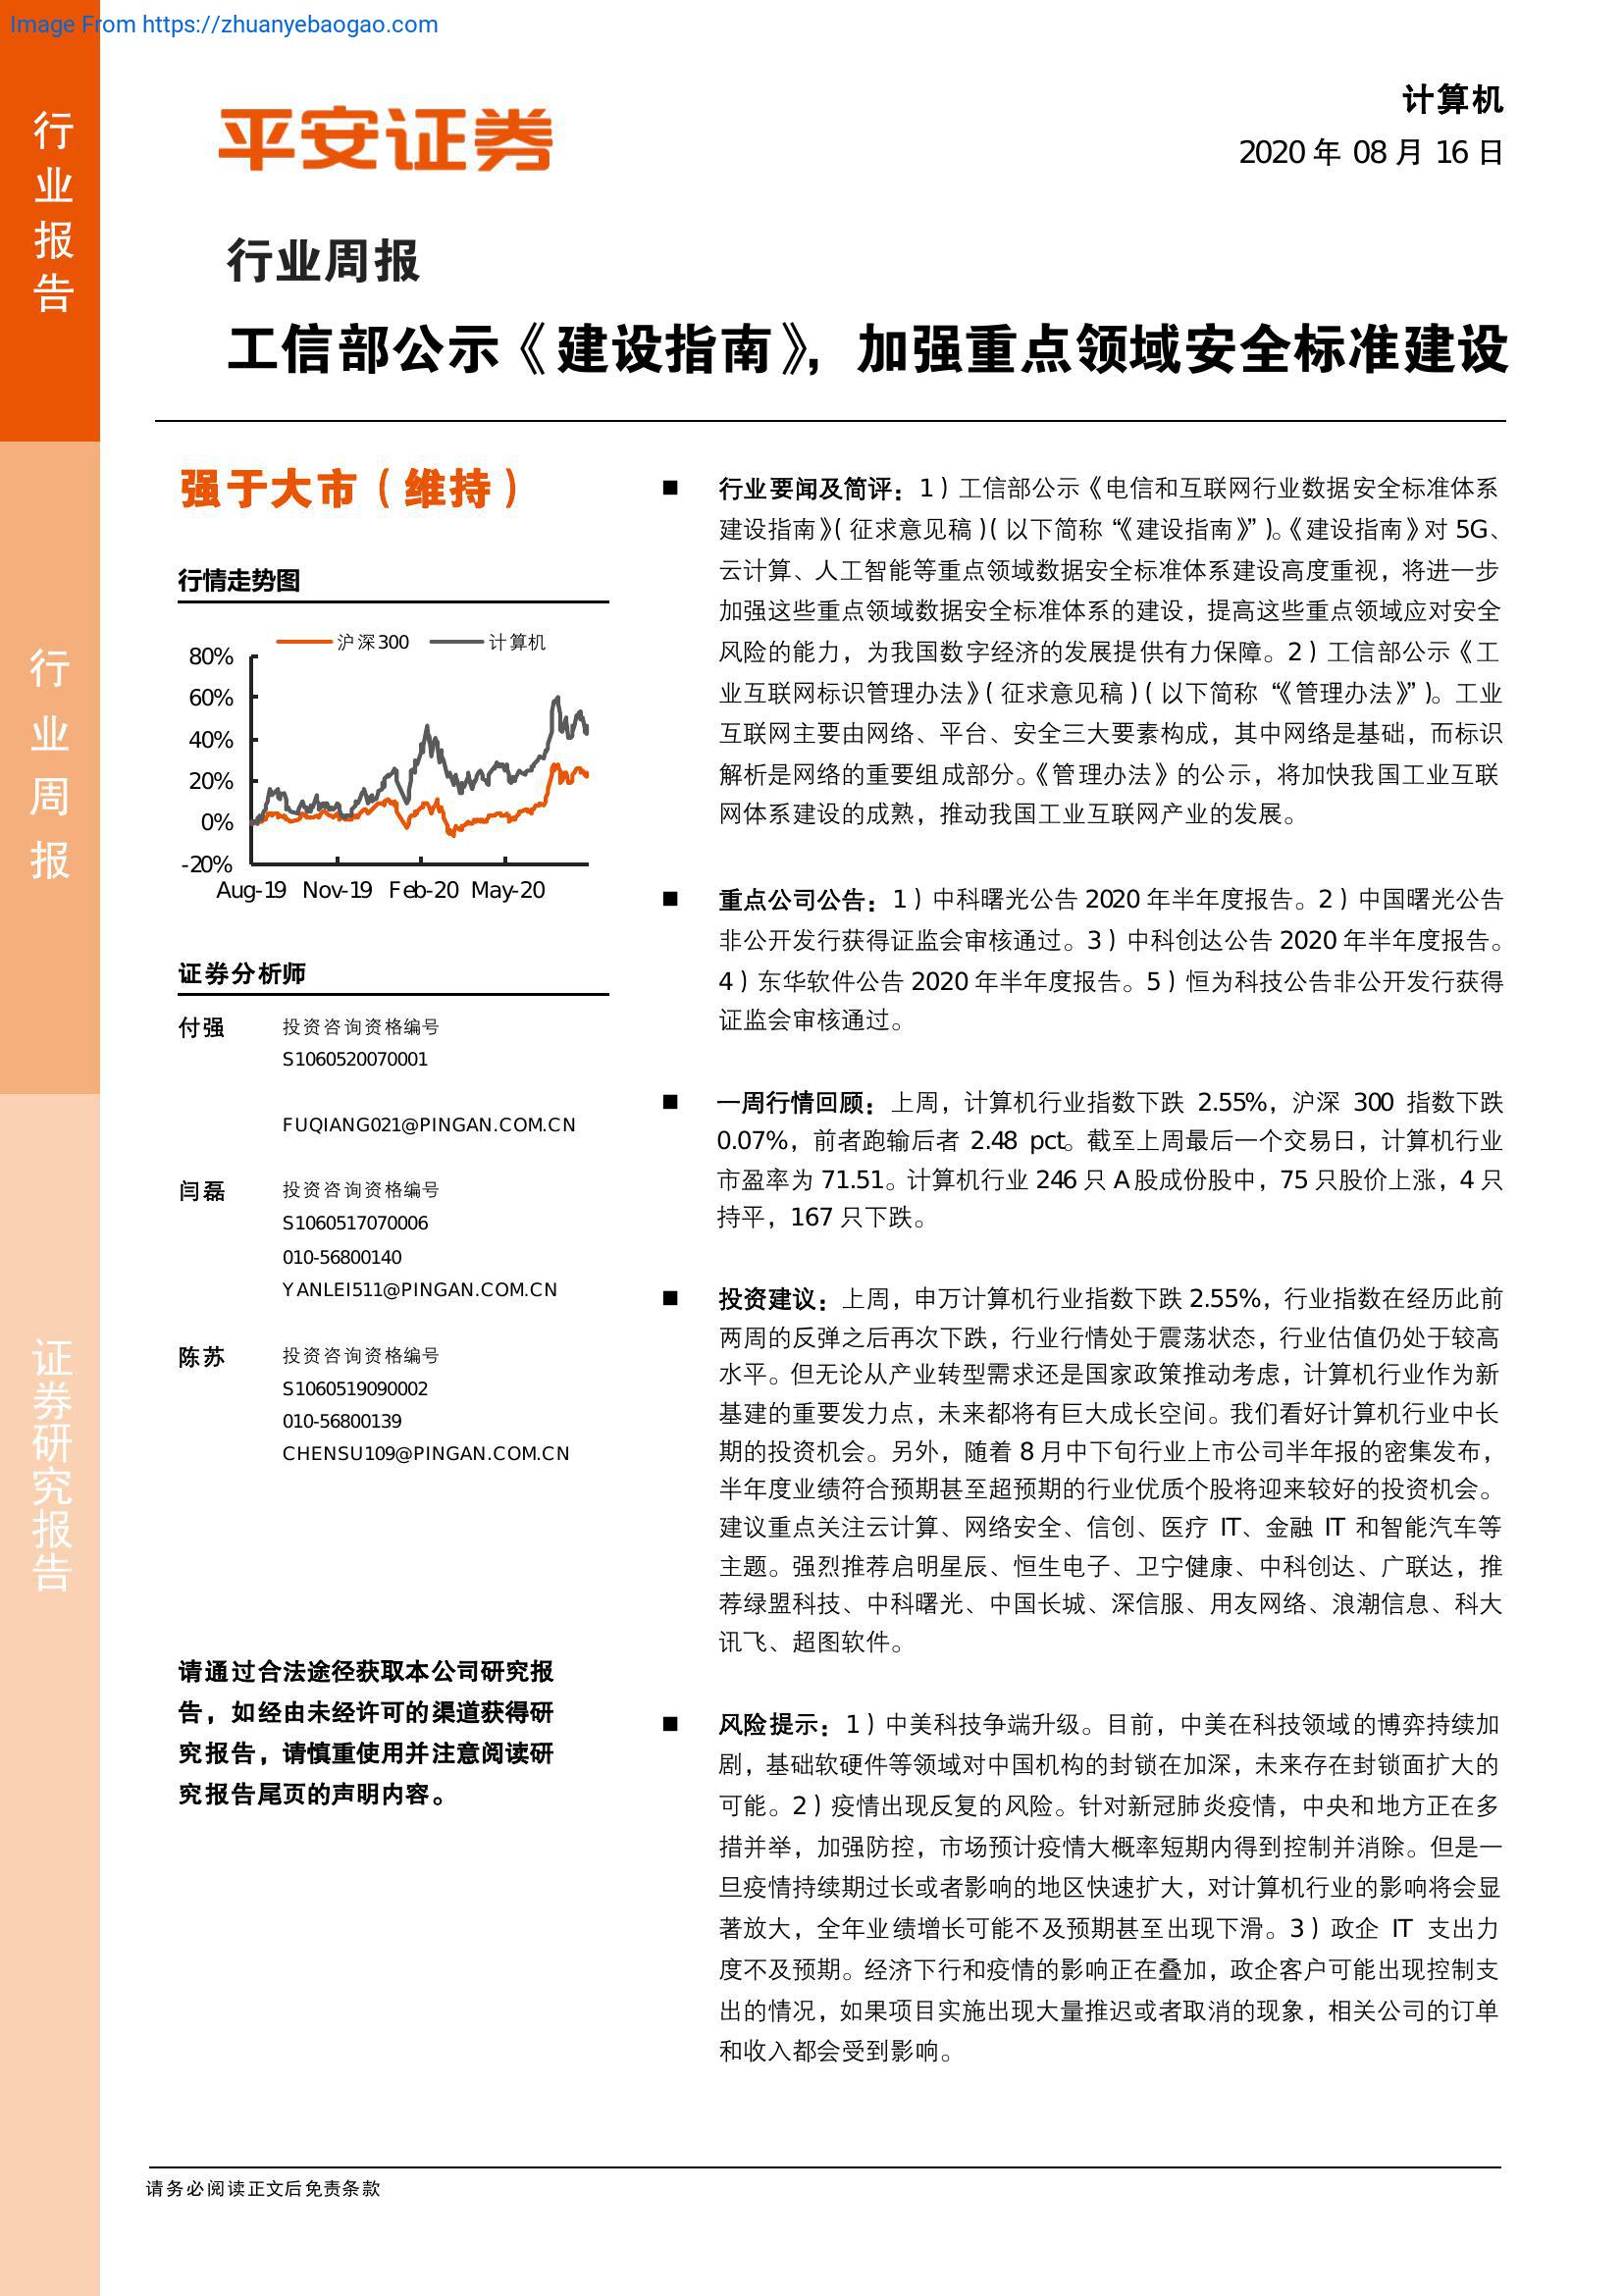 Image From https://zhuanyebaogao.com
行业报告
行业周报
证券研究报告
平安证券
计算机
2020 年 08 月 16 日
行业周报
工信部公示《建设指南》，加强重点领域安全标准建设
强于大市（维持）
行情走势图
沪深300 计算机
80%
60%
40%
20%
0%
-20%
Aug-19 Nov-19 Feb-20 May-20
证券分析师
付强 投资咨询资格编号
S1060520070001
FUQIANG021@PINGAN.COM.CN
闫磊 投资咨询资格编号
S1060517070006
010-56800140
YANLEI511@PINGAN.COM.CN
陈苏 投资咨询资格编号
S1060519090002
010-56800139
CHENSU109@PINGAN.COM.CN
请通过合法途径获取本公司研究报
告，如经由未经许可的渠道获得研
究报告，请慎重使用并注意阅读研
究报告尾页的声明内容。
■ 行业要闻及简评：1）工信部公示《电信和互联网行业数据安全标准体系
建设指南》（征求意见稿）（以下简称“《建设指南》”）。《建设指南》对 5G、
云计算、人工智能等重点领域数据安全标准体系建设高度重视，将进一步
加强这些重点领域数据安全标准体系的建设，提高这些重点领域应对安全
风险的能力，为我国数字经济的发展提供有力保障。2）工信部公示《工
业互联网标识管理办法》（征求意见稿）（以下简称“《管理办法》”）。工业
互联网主要由网络、平台、安全三大要素构成，其中网络是基础，而标识
解析是网络的重要组成部分。《管理办法》的公示，将加快我国工业互联
网体系建设的成熟，推动我国工业互联网产业的发展。
■ 重点公司公告：1）中科曙光公告 2020 年半年度报告。2）中国曙光公告
非公开发行获得证监会审核通过。3）中科创达公告 2020 年半年度报告。
4）东华软件公告 2020 年半年度报告。5）恒为科技公告非公开发行获得
证监会审核通过。
■ 一周行情回顾：上周，计算机行业指数下跌 2.55%，沪深 300 指数下跌
0.07%，前者跑输后者 2.48 pct。截至上周最后一个交易日，计算机行业
市盈率为 71.51。计算机行业 246 只 A 股成份股中，75 只股价上涨，4 只
持平，167 只下跌。
■ 投资建议：上周，申万计算机行业指数下跌 2.55%，行业指数在经历此前
两周的反弹之后再次下跌，行业行情处于震荡状态，行业估值仍处于较高
水平。但无论从产业转型需求还是国家政策推动考虑，计算机行业作为新
基建的重要发力点，未来都将有巨大成长空间。我们看好计算机行业中长
期的投资机会。另外，随着 8 月中下旬行业上市公司半年报的密集发布，
半年度业绩符合预期甚至超预期的行业优质个股将迎来较好的投资机会。
建议重点关注云计算、网络安全、信创、医疗 IT、金融 IT 和智能汽车等
主题。强烈推荐启明星辰、恒生电子、卫宁健康、中科创达、广联达，推
荐绿盟科技、中科曙光、中国长城、深信服、用友网络、浪潮信息、科大
讯飞、超图软件。
■ 风险提示：1）中美科技争端升级。目前，中美在科技领域的博弈持续加
剧，基础软硬件等领域对中国机构的封锁在加深，未来存在封锁面扩大的
可能。2）疫情出现反复的风险。针对新冠肺炎疫情，中央和地方正在多
措并举，加强防控，市场预计疫情大概率短期内得到控制并消除。但是一
旦疫情持续期过长或者影响的地区快速扩大，对计算机行业的影响将会显
著放大，全年业绩增长可能不及预期甚至出现下滑。3）政企 IT 支出力
度不及预期。经济下行和疫情的影响正在叠加，政企客户可能出现控制支
出的情况，如果项目实施出现大量推迟或者取消的现象，相关公司的订单
和收入都会受到影响。
请务必阅读正文后免责条款